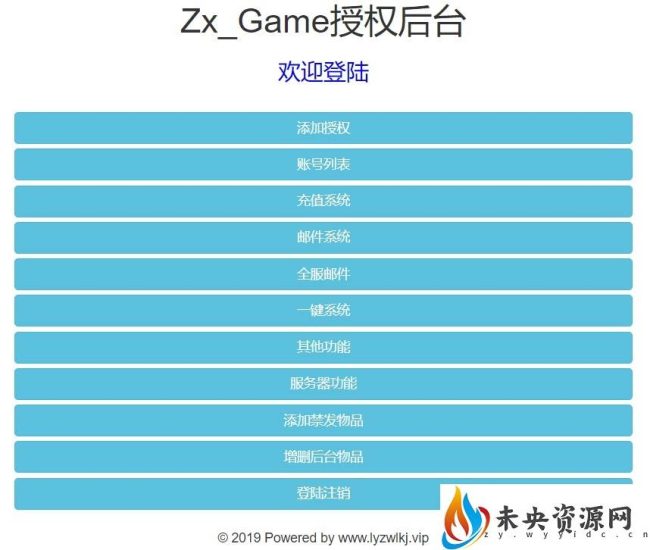 Zx_Game授权后台
欢迎登陆
添加授权
账号列表
充值系统
邮件系统
全服邮件
一键系统
其他功能
服务器功能
添加禁发物品
增删后台物品
登陆注销
未央资源网
zy.wyyidc.cn
© 2019 Powered by www.lyzwlkj.vip